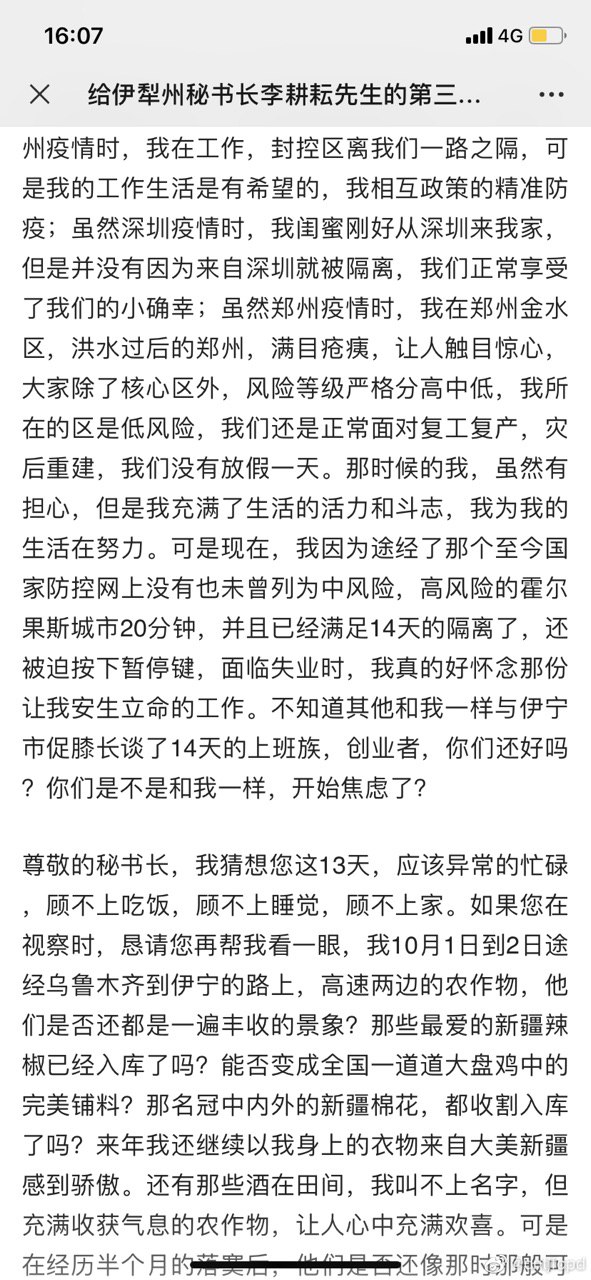 16:07
4G
给伊犁州秘书长李耕耘先生的第三...
州疫情时，我在工作，封控区离我们一路之隔，可
是我的工作生活是有希望的，我相互政策的精准防
疫；虽然深圳疫情时，我闺蜜刚好从深圳来我家，
但是并没有因为来自深圳就被隔离，我们正常享受
了我们的小确幸；虽然郑州疫情时，我在郑州金水
区，洪水过后的郑州，满目疮痍，让人触目惊心，
大家除了核心区外，风险等级严格分高中低，我所
在的区是低风险，我们还是正常面对复工复产，灾
后重建，我们没有放假一天。那时候的我，虽然有
担心，但是我充满了生活的活力和斗志，我为我的
生活在努力。可是现在，我因为途经了那个至今国
家防控网上没有也未曾列为中风险，高风险的霍尔
果斯城市20分钟，并且已经满足14天的隔离了，还
被迫按下暂停键，面临失业时，我真的好怀念那份
让我安生立命的工作。不知道其他和我一样与伊宁
市促膝长谈了14天的上班族，创业者，你们还好吗
？你们是不是和我一样，开始焦虑了？
尊敬的秘书长，我猜想您这13天，应该异常的忙碌
，顾不上吃饭，顾不上睡觉，顾不上家。如果您在
视察时，恳请您再帮我看一眼，我10月1日到2日途
经乌鲁木齐到伊宁的路上，高速两边的农作物，他
们是否还都是一遍丰收的景象？那些最爱的新疆辣
椒已经入库了吗？能否变成全国一道道大盘鸡中的
完美铺料？那名冠中内外的新疆棉花，都收割入库
了吗？来年我还继续以我身上的衣物来自大美新疆
感到骄傲。还有那些洒在田间，我叫不上名字，但
充满收获气息的农作物，让人心中充满欢喜。可是
在经历半个月的落寞后，他们是否还像那时那般可